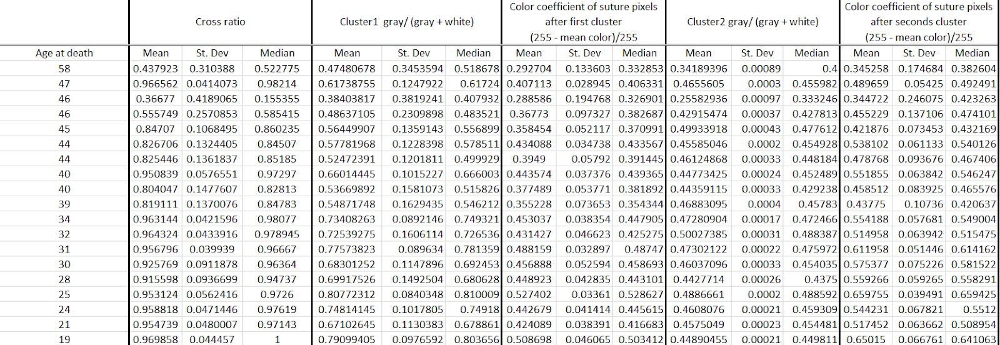 Cross ratio Cluster1 gray/ (gray + white) Color coefficient of suture pixels after first cluster (255 - mean color)/255 Cluster2 gray/ (gray + white) Color coefficient of suture pixels after seconds cluster (255 - mean color)/255
Age at death Mean St. Dev Median Mean St. Dev Median Mean St. Dev Median Mean St. Dev Median Mean St. Dev Median
58 0.437923 0.310388 0.522775 0.47480678 0.3453594 0.518678 0.292704 0.133603 0.332853 0.34189396 0.00089 0.4 0.345258 0.174684 0.382604
47 0.966562 0.0414073 0.98214 0.61738755 0.1247922 0.61724 0.407113 0.028945 0.406331 0.4655605 0.0003 0.455982 0.489659 0.05425 0.492491
46 0.36677 0.4189065 0.155355 0.38403817 0.3819241 0.407932 0.288586 0.194768 0.326901 0.25582936 0.00097 0.333246 0.344722 0.246075 0.423263
46 0.555749 0.2570853 0.585415 0.48637105 0.2309898 0.483521 0.36773 0.097327 0.382687 0.42915474 0.00037 0.427813 0.455229 0.137106 0.474101
45 0.84707 0.1068495 0.860235 0.56449907 0.1359143 0.556899 0.358454 0.052117 0.370991 0.49933918 0.00043 0.477612 0.421876 0.073453 0.432169
44 0.826706 0.1324405 0.84507 0.57781968 0.1228398 0.578511 0.434088 0.034738 0.433567 0.45585046 0.0002 0.454928 0.538102 0.061133 0.540126
44 0.825446 0.1361837 0.85185 0.52472391 0.1201811 0.499929 0.3949 0.05792 0.391445 0.46124868 0.00033 0.448184 0.478768 0.093676 0.467406
40 0.950839 0.0576551 0.97297 0.66014445 0.1015227 0.666003 0.443574 0.037376 0.439365 0.44773425 0.00024 0.452489 0.551855 0.063842 0.546247
40 0.804047 0.1477607 0.82813 0.53669892 0.1581073 0.515826 0.377489 0.053771 0.381892 0.44359115 0.00033 0.429238 0.458512 0.083925 0.465576
39 0.819111 0.1370076 0.84783 0.54871748 0.1629435 0.546212 0.355228 0.073653 0.354344 0.46883095 0.0004 0.45783 0.43775 0.10736 0.420637
34 0.963144 0.0421596 0.98077 0.73408263 0.0892146 0.749321 0.453037 0.038354 0.447905 0.47280904 0.00017 0.472466 0.554188 0.057681 0.549004
32 0.964324 0.0433916 0.978945 0.72539275 0.1606114 0.726536 0.431427 0.046623 0.425275 0.50027385 0.00031 0.488387 0.514958 0.063942 0.515475
31 0.956796 0.039939 0.96667 0.77573823 0.089634 0.781359 0.488159 0.032897 0.48747 0.47302122 0.00022 0.475972 0.611958 0.051446 0.614162
30 0.925769 0.0911878 0.96364 0.68301252 0.1147896 0.692453 0.456888 0.052594 0.458693 0.46037096 0.00033 0.454035 0.575377 0.075226 0.581522
28 0.915598 0.0936699 0.94737 0.69917526 0.1492504 0.680628 0.448923 0.042835 0.443101 0.4427714 0.00026 0.4375 0.559266 0.059265 0.558291
25 0.953124 0.0562416 0.9726 0.80772312 0.0840348 0.810009 0.527402 0.03361 0.528627 0.4886661 0.0002 0.488592 0.659755 0.039491 0.659425
24 0.958818 0.0471446 0.97619 0.74814145 0.1017805 0.74918 0.442679 0.041414 0.445615 0.4608076 0.00021 0.459309 0.544231 0.067821 0.5512
21 0.954739 0.0480007 0.97143 0.67102645 0.1130383 0.678861 0.424089 0.038391 0.416683 0.4575049 0.00023 0.454481 0.517452 0.063662 0.508954
19 0.969858 0.044457 1 0.79099405 0.0976592 0.803656 0.508698 0.046065 0.503412 0.44890455 0.00021 0.449811 0.65015 0.066761 0.641063